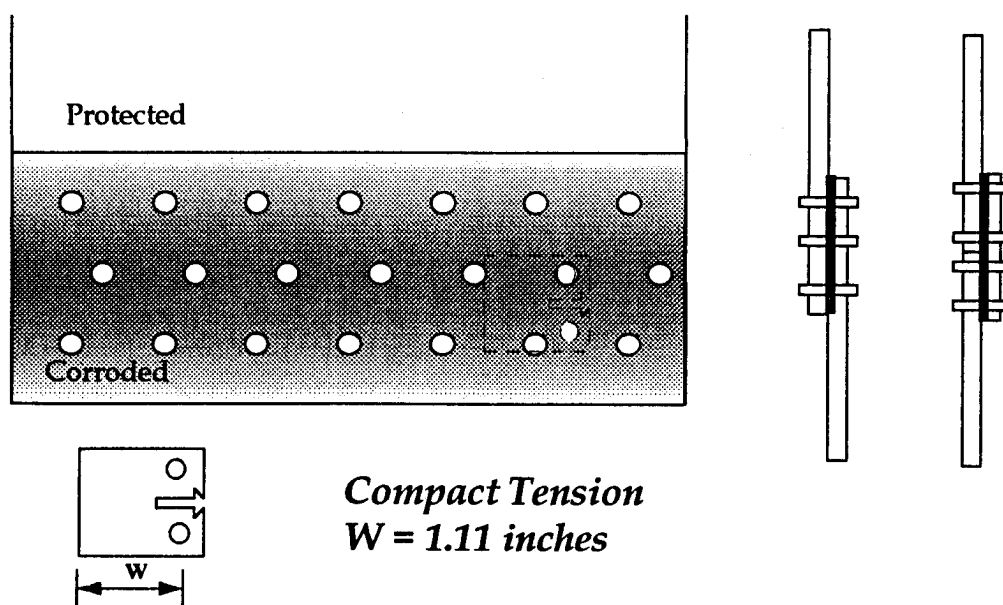 Protected
Corroded
Compact Tension
W = 1.11 inches
W